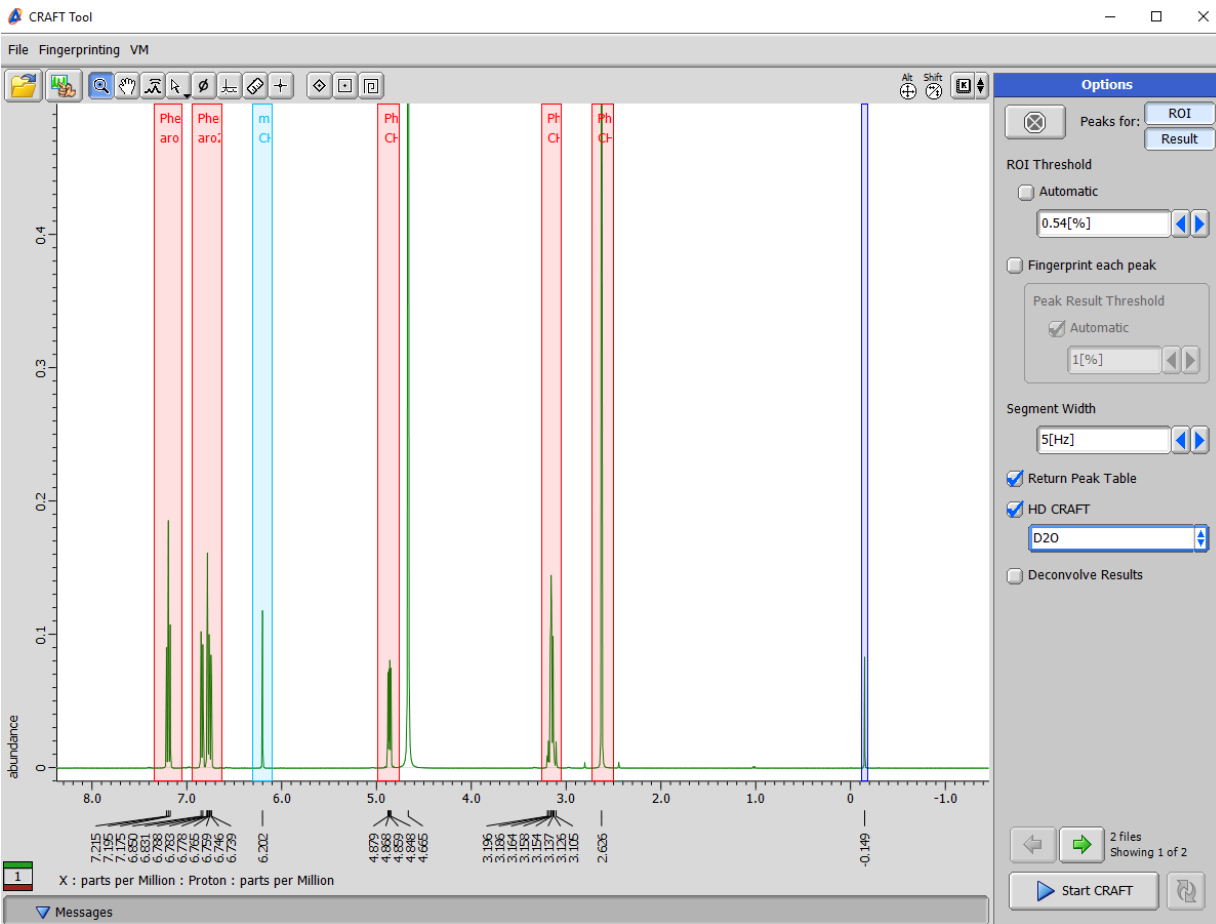 CRAFT Tool
File Fingerprinting VM
Alt Shift
Options
Peaks for: ROI
Result
ROI Threshold
Automatic
0.54[%]
Fingerprint each peak
Peak Result Threshold
Automatic
1[%]
Segment Width
5[Hz]
Return Peak Table
HD CRAFT
D2O
Deconvolve Results
2 files
Showing 1 of 2
Start CRAFT
Phe
aro
Phe
aro2
m
CH
Ph
CH
Ph
CH
Ph
CH
0.4
0.3
0.2
0.1
0
abundance
8.0 7.0 6.0 5.0 4.0 3.0 2.0 1.0 0 -1.0
7.215 7.195 7.175 6.850 6.831 6.788 6.783 6.778 6.765 6.759 6.746 6.739 6.202 4.879 4.868 4.859 4.848 4.665 3.196 3.186 3.164 3.158 3.154 3.137 3.126 3.105 2.626 -0.149
1
X : parts per Million : Proton : parts per Million
Messages